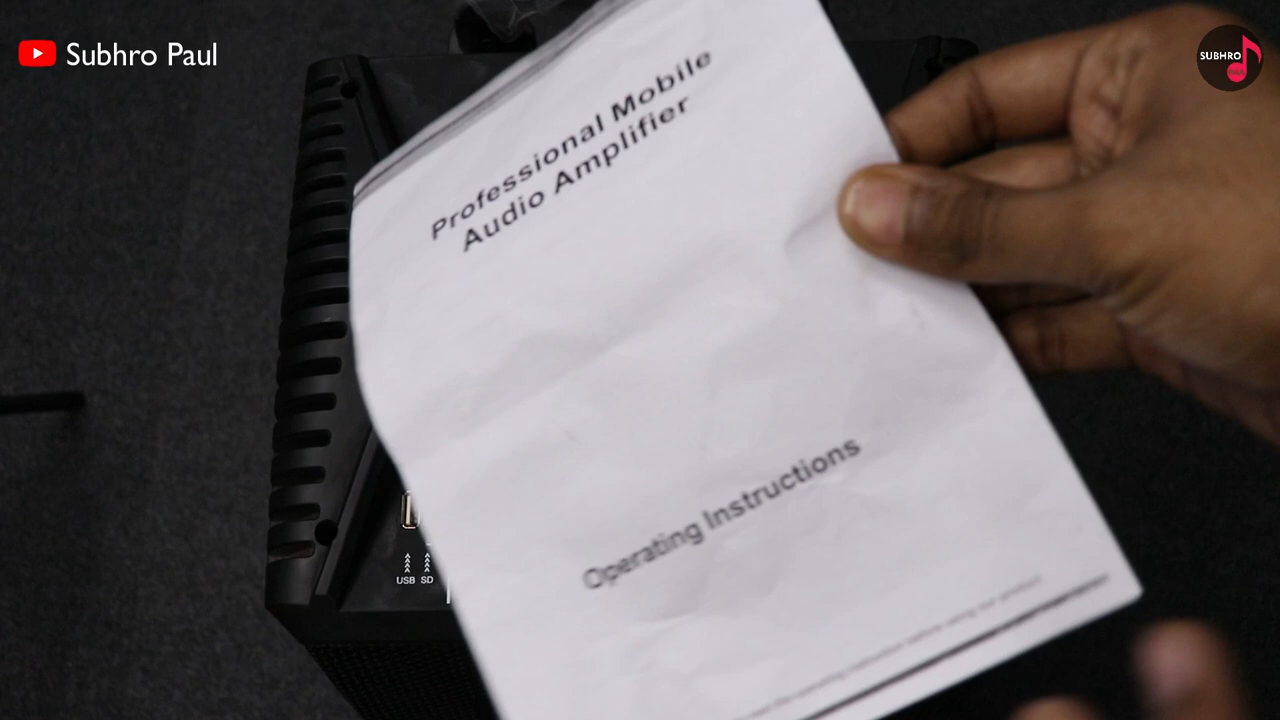 Subhro Paul
SUBHRO
Professional Mobile
Audio Amplifier
Operating Instructions
USB SD